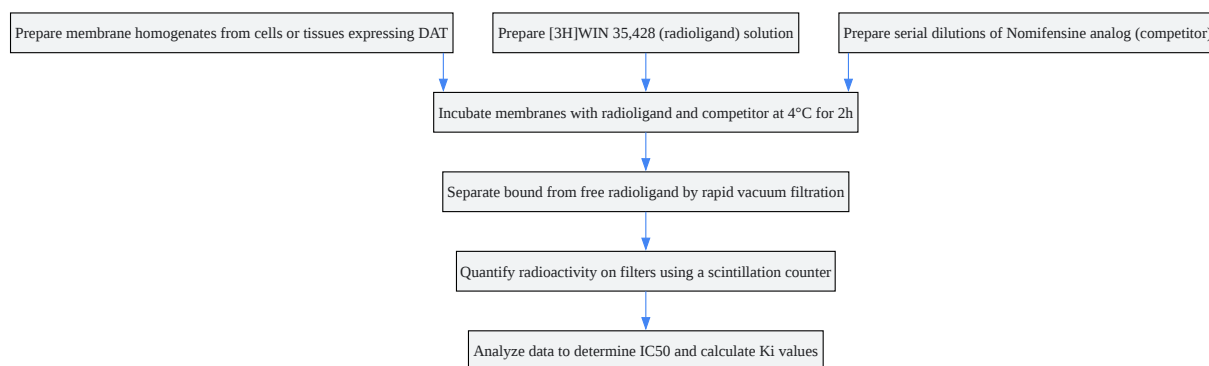 Prepare membrane homogenates from cells or tissues expressing DAT
Prepare [3H]WIN 35,428 (radioligand) solution
Prepare serial dilutions of Nomifensine analog (competitor)
Incubate membranes with radioligand and competitor at 4°C for 2h
Separate bound from free radioligand by rapid vacuum filtration
Quantify radioactivity on filters using a scintillation counter
Analyze data to determine IC50 and calculate Ki values